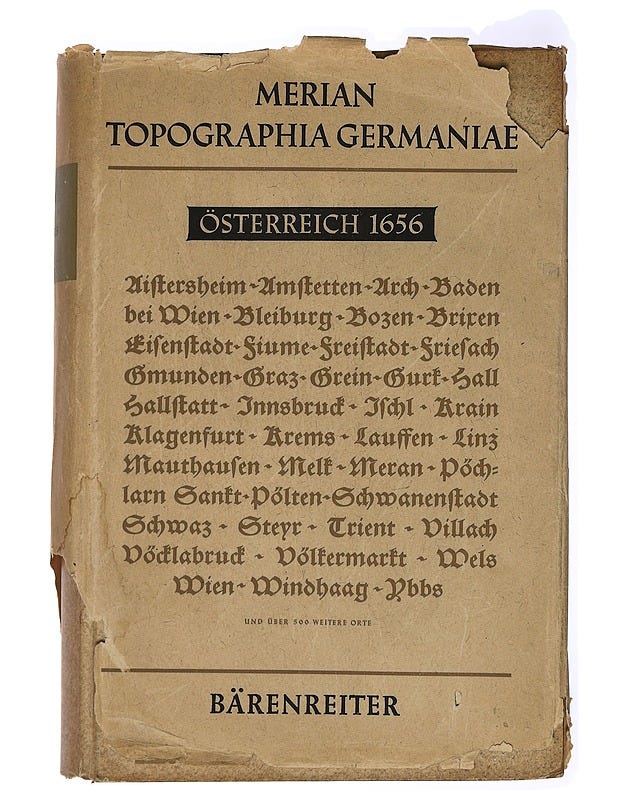 MERIAN
TOPOGRAPHIA GERMANIAE
ÖSTERREICH 1656
Aistersheim-Amstetten-Arch-Baden
bei Wien-Bleiburg-Bozen-Brixen
Eisenstadt-Fiume-Freistadt-Friesach
Gmunden-Graz-Grein-Gurk-Hall
Hallstatt - Innsbruck - Ischl - Krain
Klagenfurt - Krems - Lauffen - Linz
Mauthausen - Melk - Meran - Pöch-
larn Sankt-Pölten-Schwanenstadt
Schwaz - Steyr - Trient - Villach
Vöcklabruck - Völkermarkt - Wels
Wien-Windhaag-Ybbs
UND ÜBER 500 WEITERE ORTE
BÄRENREITER